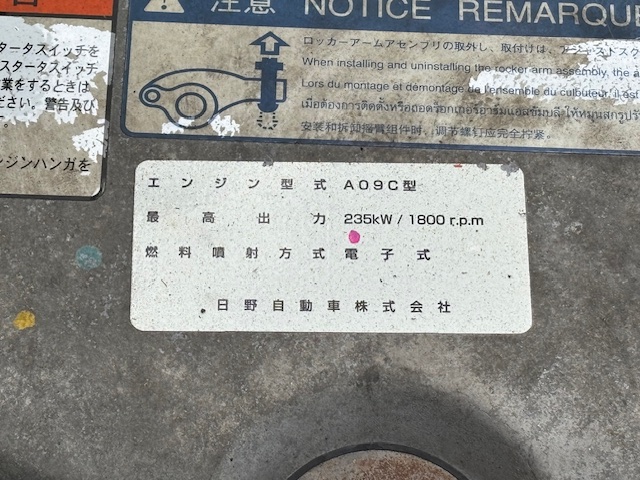 注意 NOTICE REMARQUE
ロッカーアームアセンブリの取外し、取付けは、
When installing and uninstalling the rocker arm assembly, the
Lors du montage et démontage de l'ensemble du culbuteur, il est
安装和拆卸摇臂组件时，调节螺钉应完全拧紧。
タータスイッチを
スタータスイッチ
業をするときは
ださい。警告及び
ンジンハンガを
エンジン型式 A09C型
最高出力 235kW / 1800 r.p.m
燃料噴射方式 電子式
日野自動車株式会社